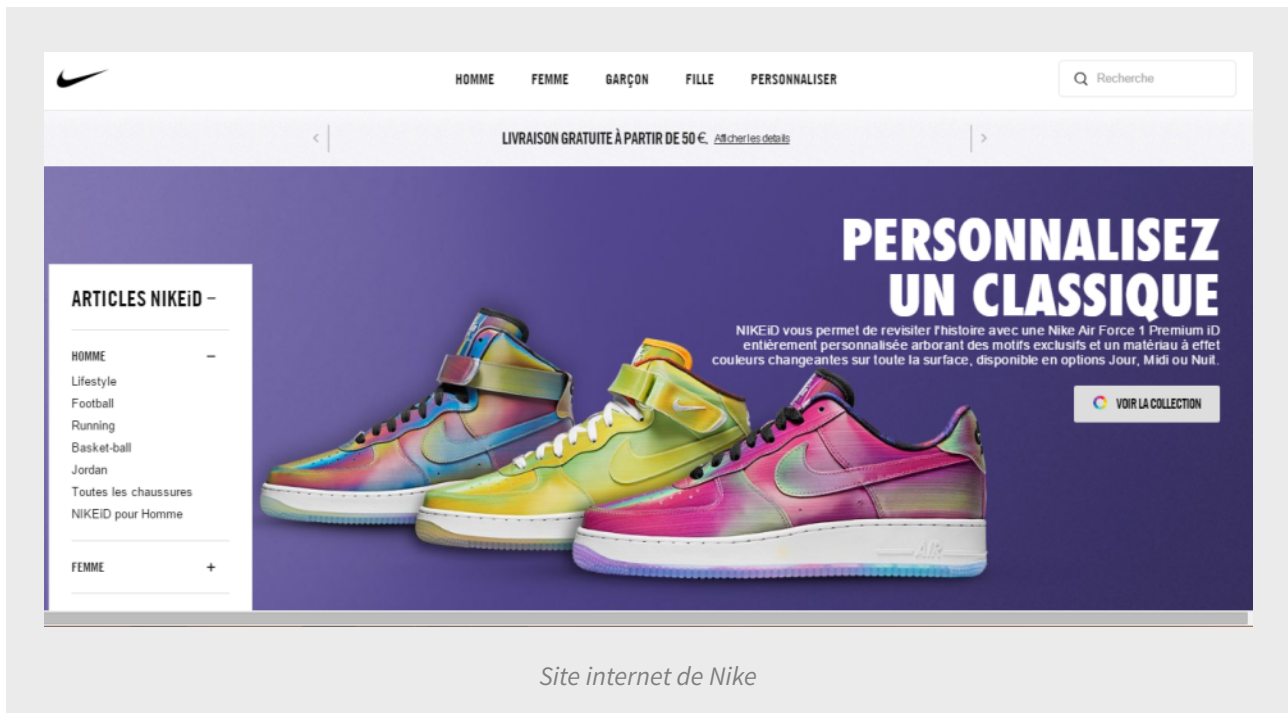 HOMME FEMME GARÇON FILLE PERSONNALISER Recherche
LIVRAISON GRATUITE À PARTIR DE 50 €. Afficher les details
PERSONNALISEZ
UN CLASSIQUE
NIKEiD vous permet de revisiter l'histoire avec une Nike Air Force 1 Premium iD
entièrement personnalisée arborant des motifs exclusifs et un matériau à effet
couleurs changeantes sur toute la surface, disponible en options Jour, Midi ou Nuit.
VOIR LA COLLECTION
ARTICLES NIKEiD –
HOMME –
Lifestyle
Football
Running
Basket-ball
Jordan
Toutes les chaussures
NIKEiD pour Homme
FEMME +
AIR
Site internet de Nike